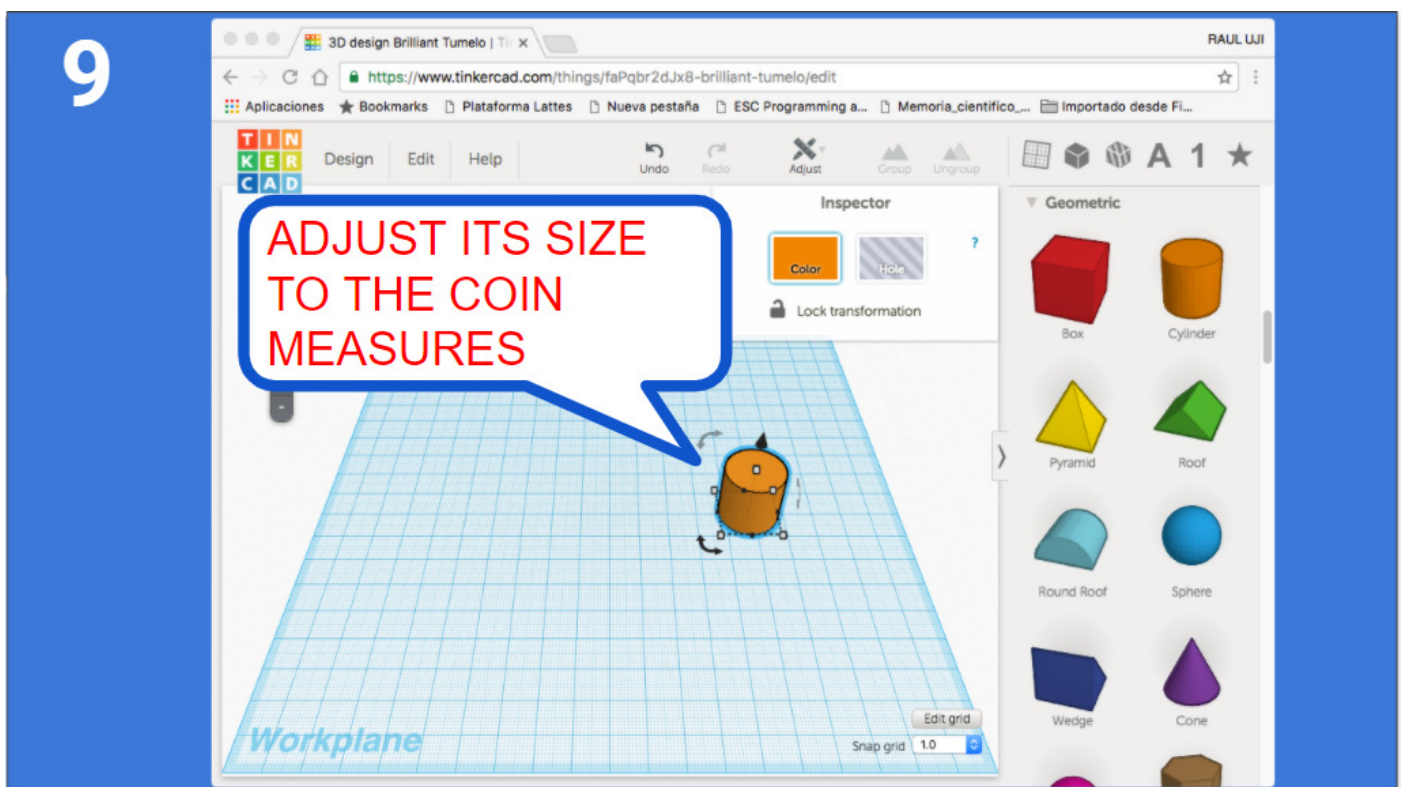 9
3D design Brilliant Tumelo | Tir
RAUL UJI
https://www.tinkercad.com/things/faPqbr2dJx8-brilliant-tumelo/edit
Aplicaciones Bookmarks Plataforma Lattes Nueva pestaña ESC Programming a... Memoria_cientifico_... Importado desde Fi...
TIN
KER
CAD
Design Edit Help Undo Redo Adjust Group Ungroup A 1
ADJUST ITS SIZE
TO THE COIN
MEASURES
Inspector
Color Hole ?
Lock transformation
Geometric
Box Cylinder
Pyramid Roof
Round Roof Sphere
Wedge Cone
Workplane
Edit grid
Snap grid 1.0